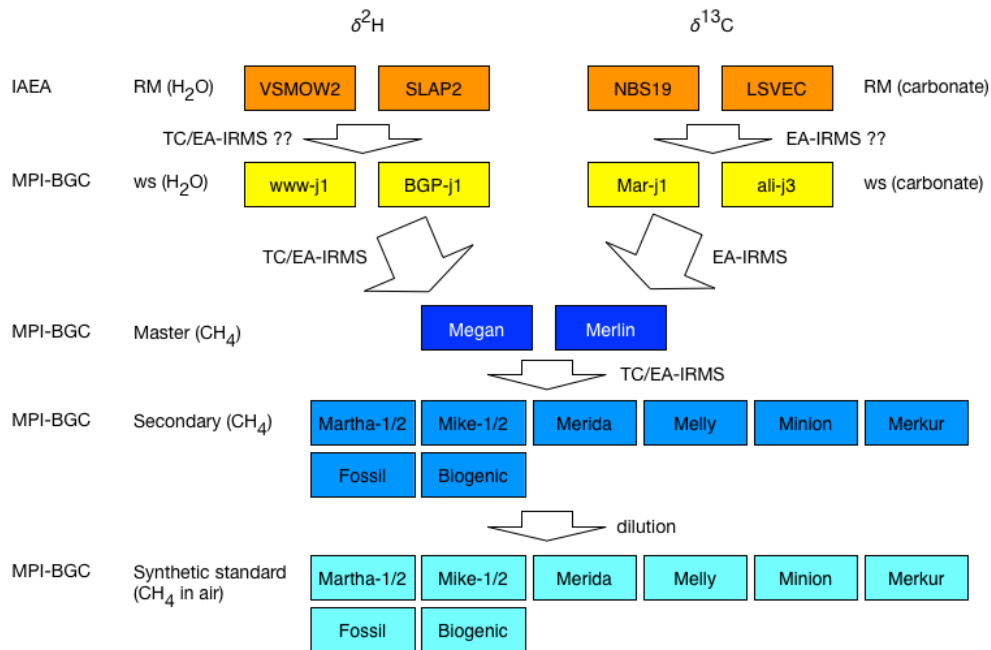 δ²H δ¹³C
IAEA RM (H₂O) VSMOW2 SLAP2 NBS19 LSVEC RM (carbonate)
TC/EA-IRMS ?? EA-IRMS ??
MPI-BGC ws (H₂O) www-j1 BGP-j1 Mar-j1 ali-j3 ws (carbonate)
TC/EA-IRMS EA-IRMS
MPI-BGC Master (CH₄) Megan Merlin
TC/EA-IRMS
MPI-BGC Secondary (CH₄) Martha-1/2 Mike-1/2 Merida Melly Minion Merkur
Fossil Biogenic
dilution
MPI-BGC Synthetic standard Martha-1/2 Mike-1/2 Merida Melly Minion Merkur
(CH₄ in air)
Fossil Biogenic